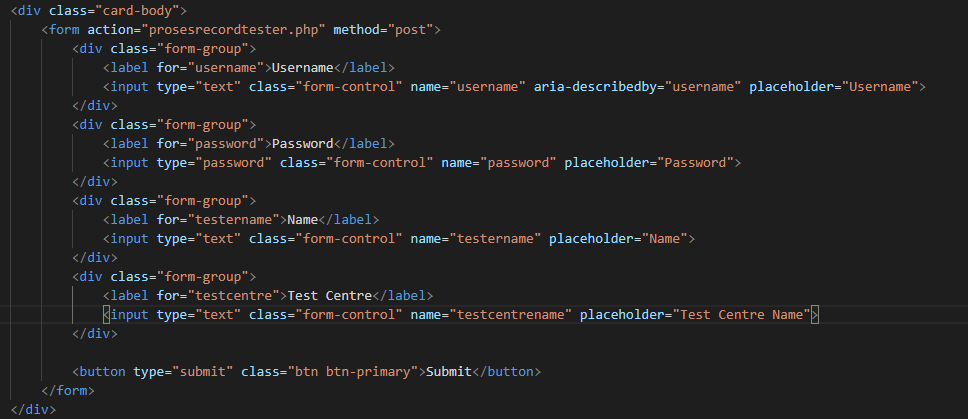 <div class="card-body">
<form action="prosesrecordtester.php" method="post">
<div class="form-group">
<label for="username">Username</label>
<input type="text" class="form-control" name="username" aria-describedby="username" placeholder="Username">
</div>
<div class="form-group">
<label for="password">Password</label>
<input type="password" class="form-control" name="password" placeholder="Password">
</div>
<div class="form-group">
<label for="testername">Name</label>
<input type="text" class="form-control" name="testername" placeholder="Name">
</div>
<div class="form-group">
<label for="testcentre">Test Centre</label>
<input type="text" class="form-control" name="testcentrename" placeholder="Test Centre Name">
</div>
<button type="submit" class="btn btn-primary">Submit</button>
</form>
</div>